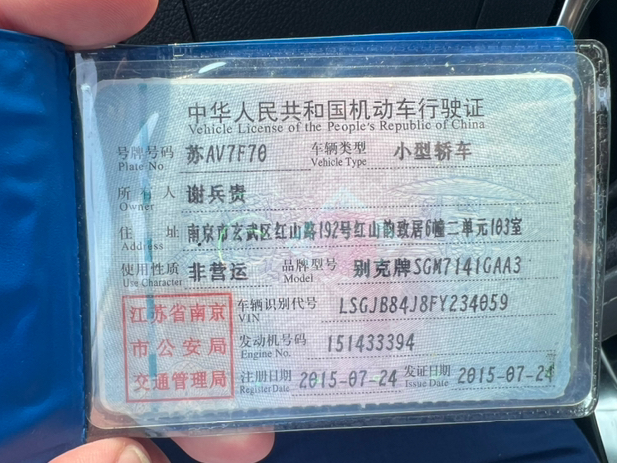 中华人民共和国机动车行驶证
Vehicle License of the People's Republic of China
号牌号码 苏AV7F70 车辆类型 小型轿车
Plate No. Vehicle Type
所有人 谢兵贵
Owner
住址 南京市玄武区红山路192号红山韵致居6幢二单元103室
Address
使用性质 非营运 品牌型号 别克牌SGM7141GAA3
Use Character Model
江苏省南京
市公安局
交通管理局
车辆识别代号 LSGJB84J8FY234059
VIN
发动机号码 151433394
Engine No.
注册日期 2015-07-24 发证日期 2015-07-24
Register Date Issue Date